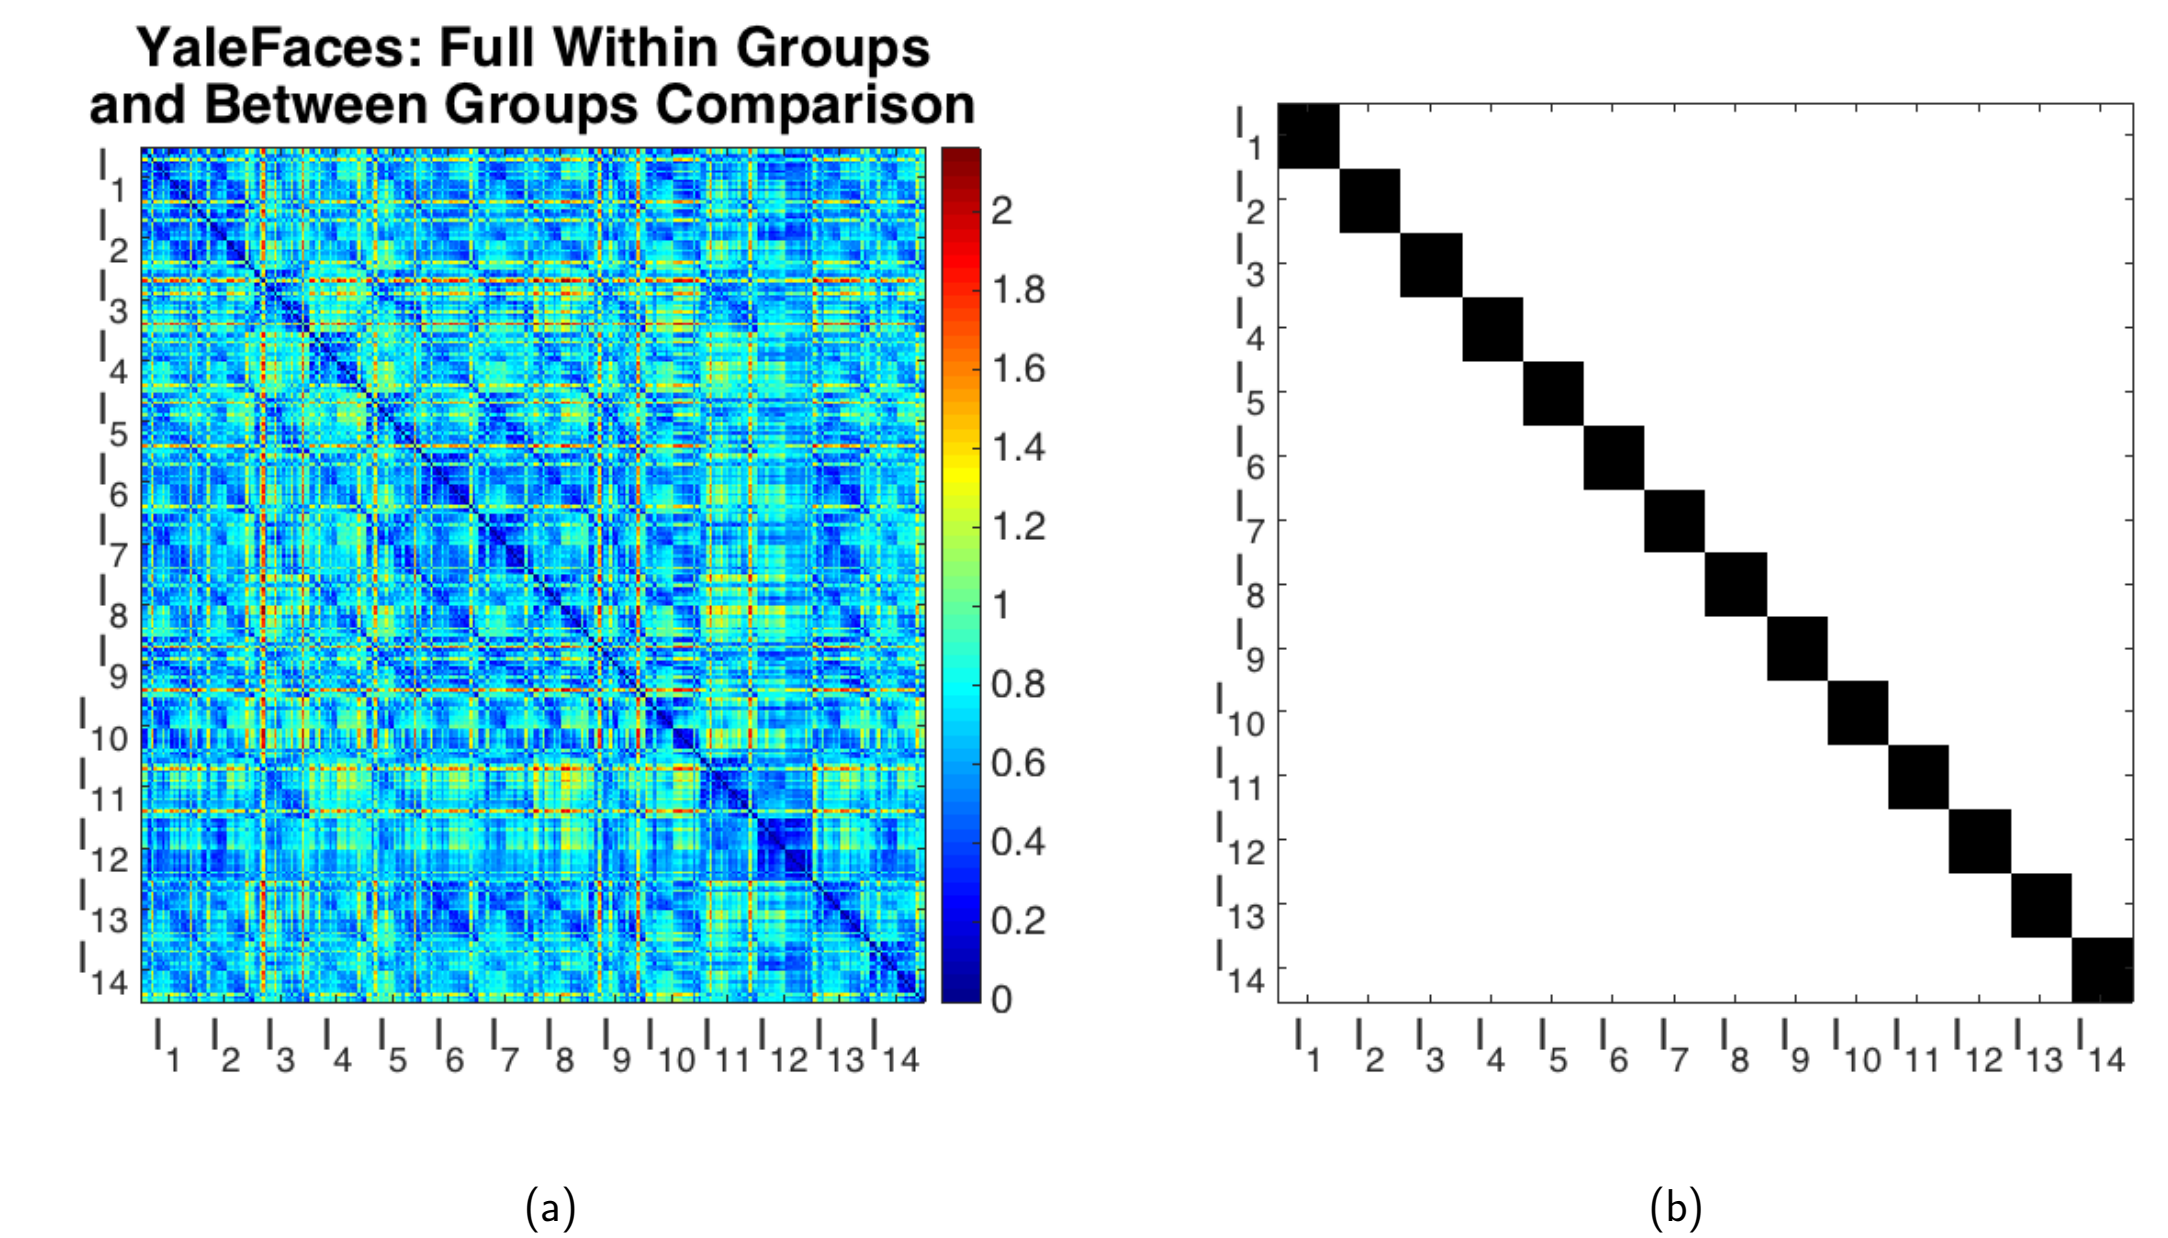 YaleFaces: Full Within Groups
and Between Groups Comparison
I1
I2
I3
I4
I5
I6
I7
I8
I9
I10
I11
I12
I13
I14
I1 I2 I3 I4 I5 I6 I7 I8 I9 I10 I11 I12 I13 I14
2
1.8
1.6
1.4
1.2
1
0.8
0.6
0.4
0.2
0
(a)
I1
I2
I3
I4
I5
I6
I7
I8
I9
I10
I11
I12
I13
I14
I1 I2 I3 I4 I5 I6 I7 I8 I9 I10 I11 I12 I13 I14
(b)